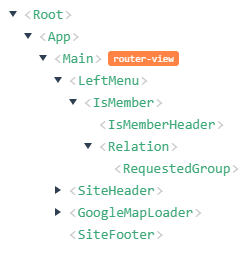 <Root>
<App>
<Main> router-view
<LeftMenu>
<IsMember>
<IsMemberHeader>
<Relation>
<RequestedGroup>
<SiteHeader>
<GoogleMapLoader>
<SiteFooter>